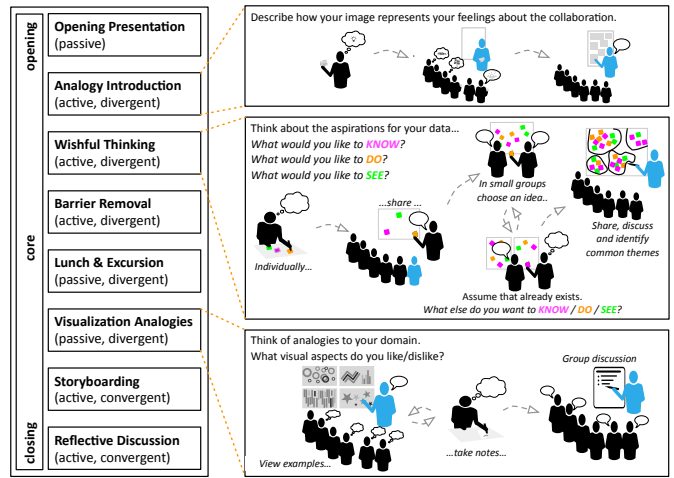 opening
Opening Presentation
(passive)
Analogy Introduction
(active, divergent)
core
Wishful Thinking
(active, divergent)
Barrier Removal
(active, divergent)
Lunch & Excursion
(passive, divergent)
Visualization Analogies
(passive, divergent)
closing
Storyboarding
(active, convergent)
Reflective Discussion
(active, convergent)
Describe how your image represents your feelings about the collaboration.
Think about the aspirations for your data...
What would you like to KNOW?
What would you like to DO?
What would you like to SEE?
Individually...
...share ...
In small groups
choose an idea..
Assume that already exists.
What else do you want to KNOW / DO / SEE?
Share, discuss
and identify
common themes
Think of analogies to your domain.
What visual aspects do you like/dislike?
View examples...
...take notes...
Group discussion